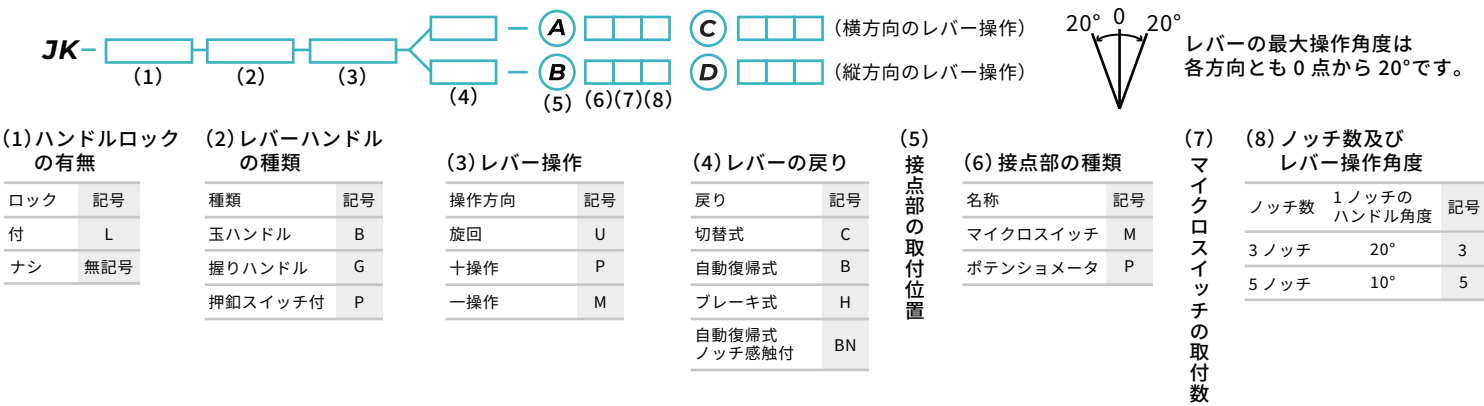 JK－
(1)
(2)
(3)
(4)
－ A
C
(横方向のレバー操作)
－ B
D
(縦方向のレバー操作)
(5)
(6)(7)(8)
20° 0 20°
レバーの最大操作角度は
各方向とも 0 点から 20°です。
(1)ハンドルロック
の有無
ロック 記号
付 L
ナシ 無記号
(2)レバーハンドル
の種類
種類 記号
玉ハンドル B
握りハンドル G
押釦スイッチ付 P
(3)レバー操作
操作方向 記号
旋回 U
十操作 P
一操作 M
(4)レバーの戻り
戻り 記号
切替式 C
自動復帰式 B
ブレーキ式 H
自動復帰式
ノッチ感触付 BN
(5)
接点部の取付位置
(6)接点部の種類
名称 記号
マイクロスイッチ M
ポテンショメータ P
(7)
マイクロスイッチの取付数
(8)ノッチ数及び
レバー操作角度
ノッチ数 1 ノッチの
ハンドル角度 記号
3 ノッチ 20° 3
5 ノッチ 10° 5